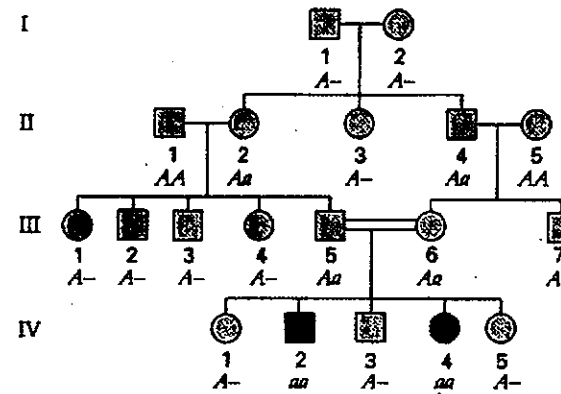 I
1 2
A– A–
II
1 2 3 4 5
AA Aa A– Aa AA
III
1 2 3 4 5 6 7
A– A– A– A– Aa Aa A
IV
1 2 3 4 5
A– aa A– aa A–